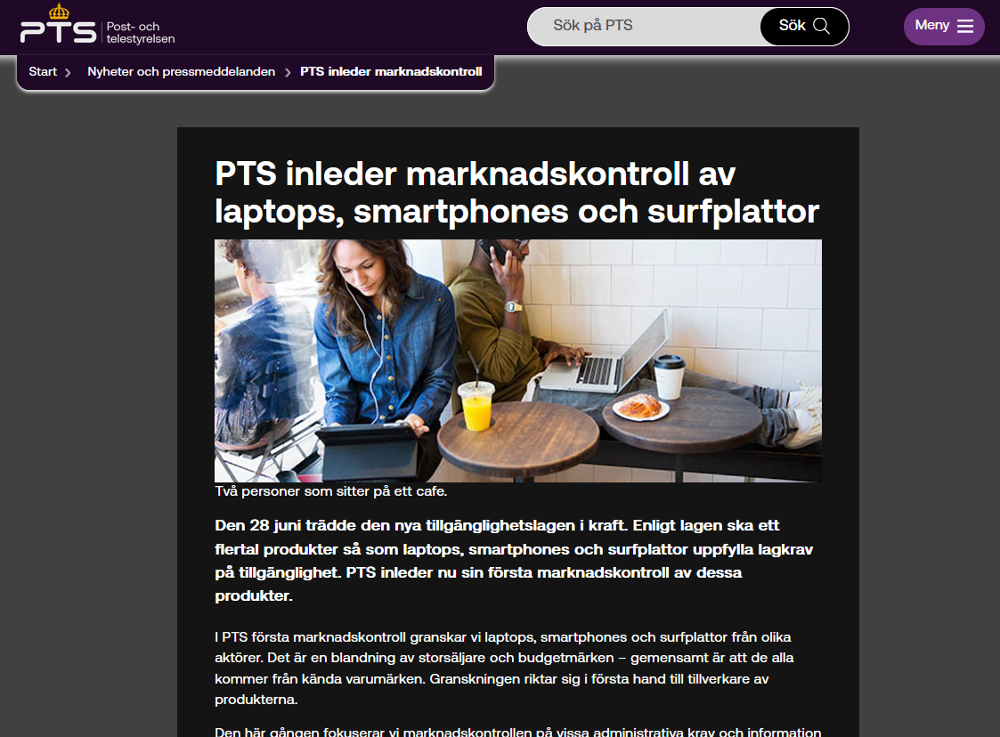 PTS
Post- och
telestyrelsen
Sök på PTS
Sök
Meny
Start
Nyheter och pressmeddelanden
PTS inleder marknadskontroll
PTS inleder marknadskontroll av
laptops, smartphones och surfplattor
Två personer som sitter på ett cafe.
Den 28 juni trädde den nya tillgänglighetslagen i kraft. Enligt lagen ska ett
flertal produkter så som laptops, smartphones och surfplattor uppfylla lagkrav
på tillgänglighet. PTS inleder nu sin första marknadskontroll av dessa
produkter.
I PTS första marknadskontroll granskar vi laptops, smartphones och surfplattor från olika
aktörer. Det är en blandning av storsäljare och budgetmärken – gemensamt är att de alla
kommer från kända varumärken. Granskningen riktar sig i första hand till tillverkare av
produkterna.
Den här gången fokuserar vi marknadskontrollen på vissa administrativa krav och information